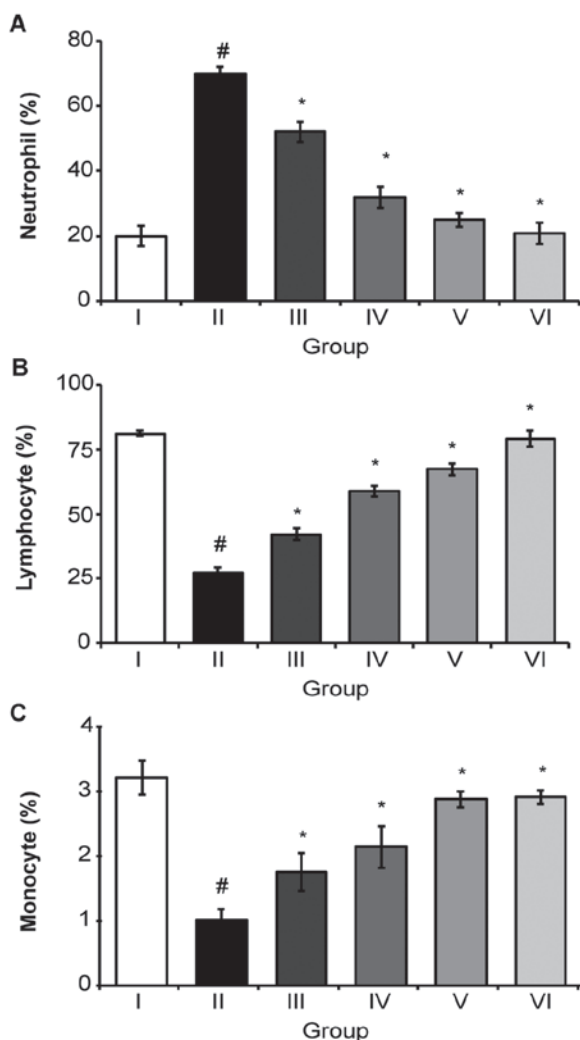 A
Neutrophil (%)
80
60
40
20
0
#
*
*
*
*
I II III IV V VI
Group
B
Lymphocyte (%)
100
75
50
25
0
#
*
*
*
*
I II III IV V VI
Group
C
Monocyte (%)
4
3
2
1
0
#
*
*
*
*
I II III IV V VI
Group